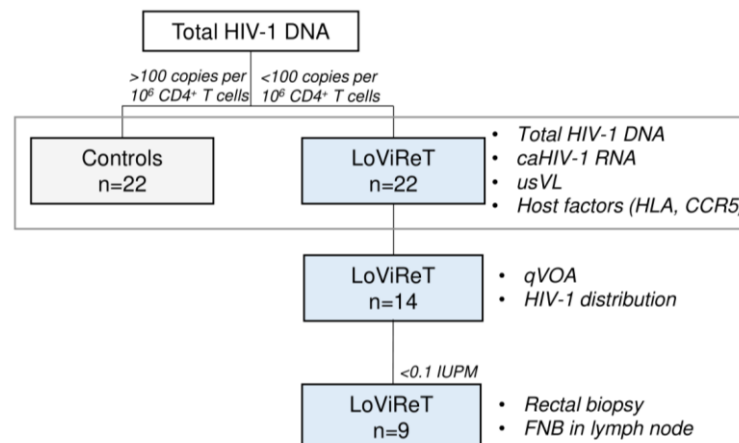 Total HIV-1 DNA
>100 copies per
10⁶ CD4⁺ T cells
<100 copies per
10⁶ CD4⁺ T cells
Controls
n=22
LoViReT
n=22
• Total HIV-1 DNA
• caHIV-1 RNA
• usVL
• Host factors (HLA, CCR5)
LoViReT
n=14
• qVOA
• HIV-1 distribution
<0.1 IUPM
LoViReT
n=9
• Rectal biopsy
• FNB in lymph node